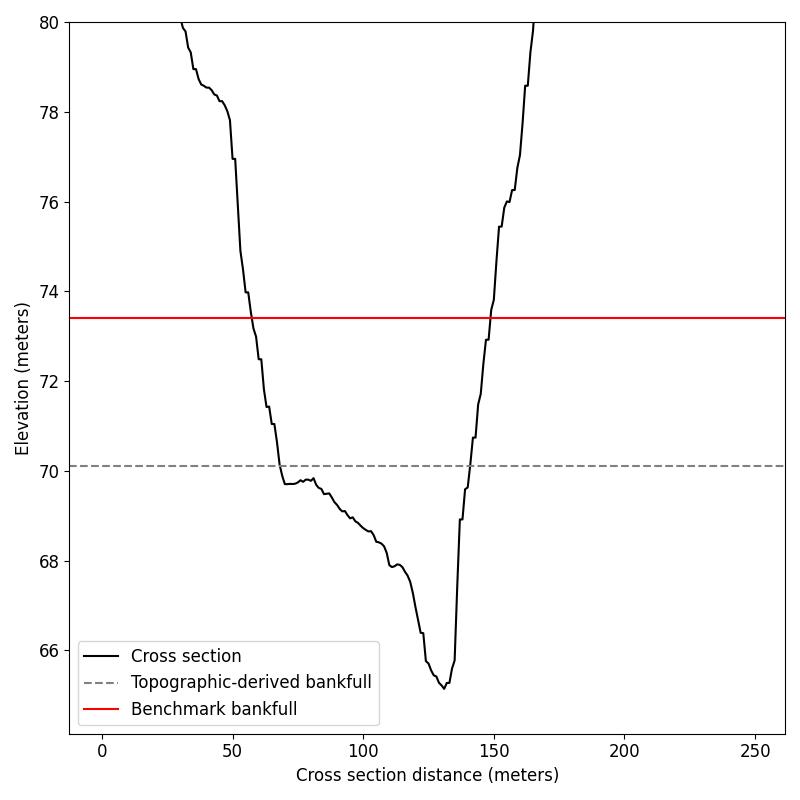 80
78
76
74
72
70
68
66
Elevation (meters)
Cross section
Topographic-derived bankfull
Benchmark bankfull
0 50 100 150 200 250
Cross section distance (meters)